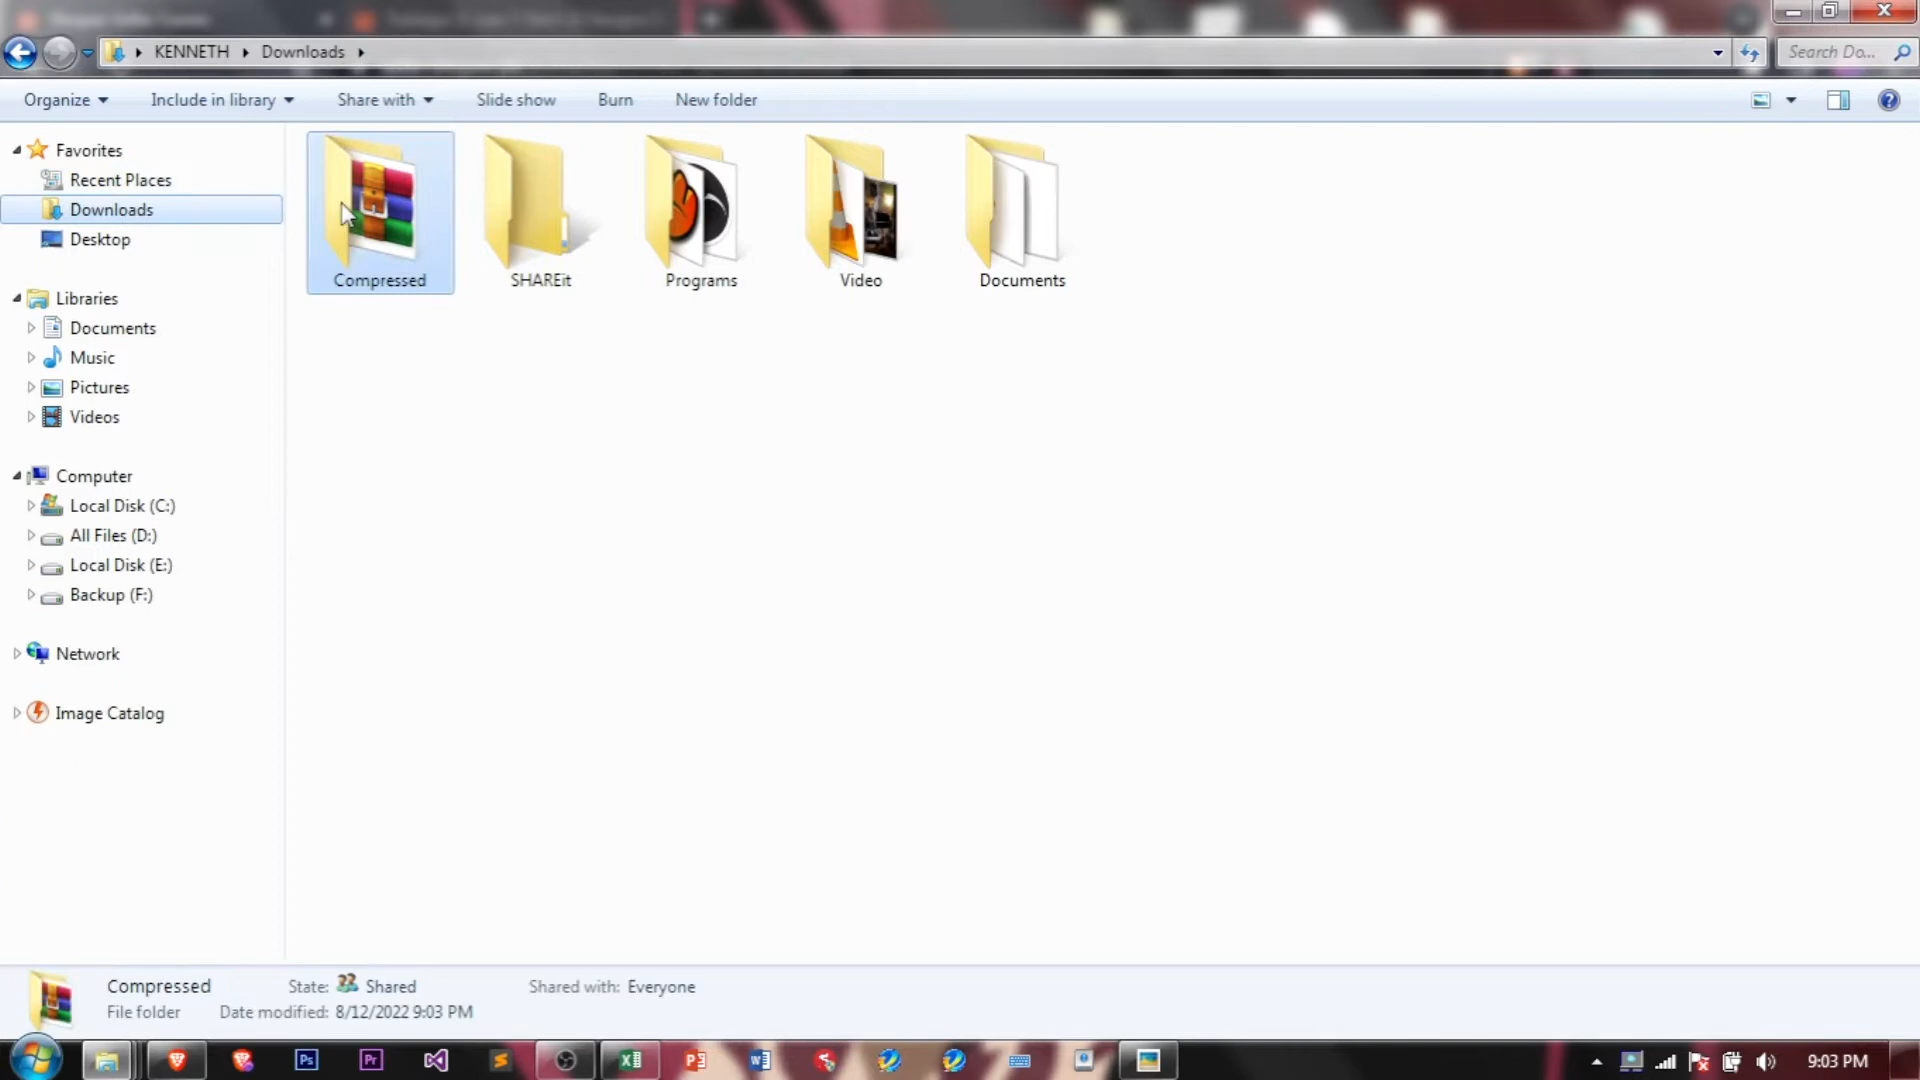 KENNETH Downloads
Search Do...
Organize Include in library Share with Slide show Burn New folder
Favorites
Recent Places
Downloads
Desktop
Libraries
Documents
Music
Pictures
Videos
Computer
Local Disk (C:)
All Files (D:)
Local Disk (E:)
Backup (F:)
Network
Image Catalog
Compressed SHAREit Programs Video Documents
Compressed State: Shared Shared with: Everyone
File folder Date modified: 8/12/2022 9:03 PM
Ps Pr
9:03 PM